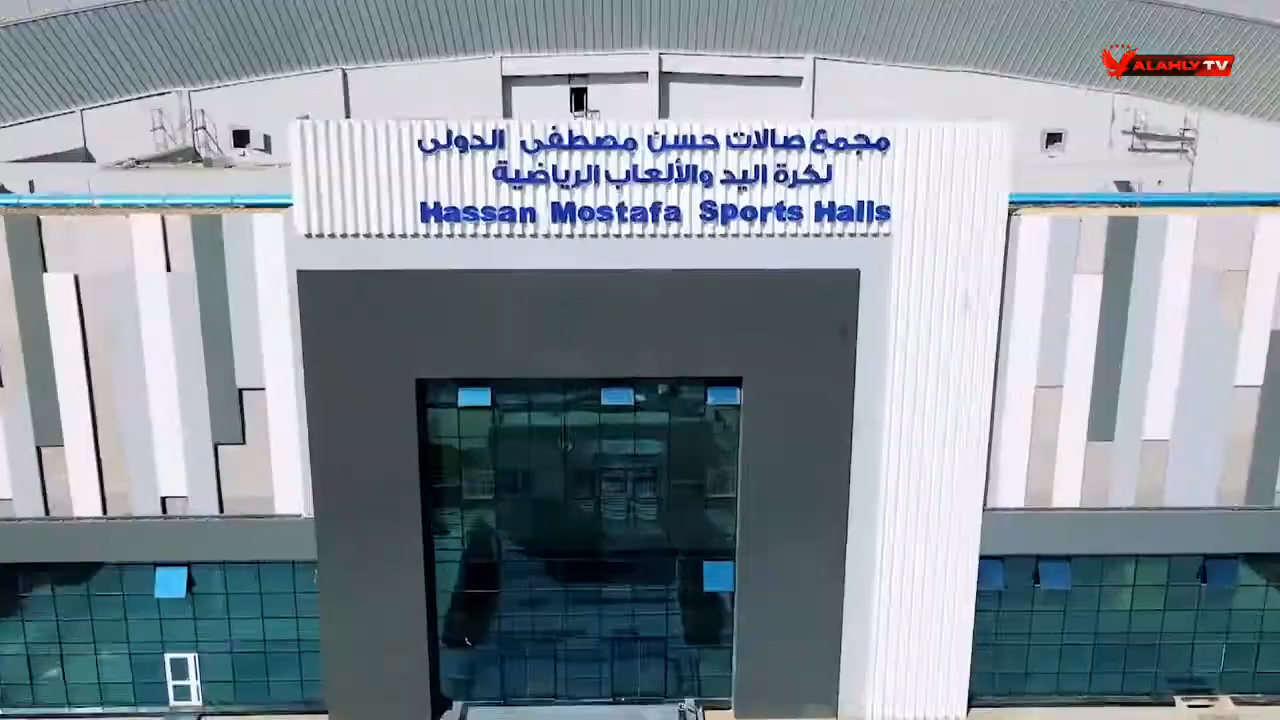 ALAHLY TV
مجمع صالات حسن مصطفى الدولى
لكرة اليد والألعاب الرياضية
Hassan Mostafa Sports Halls